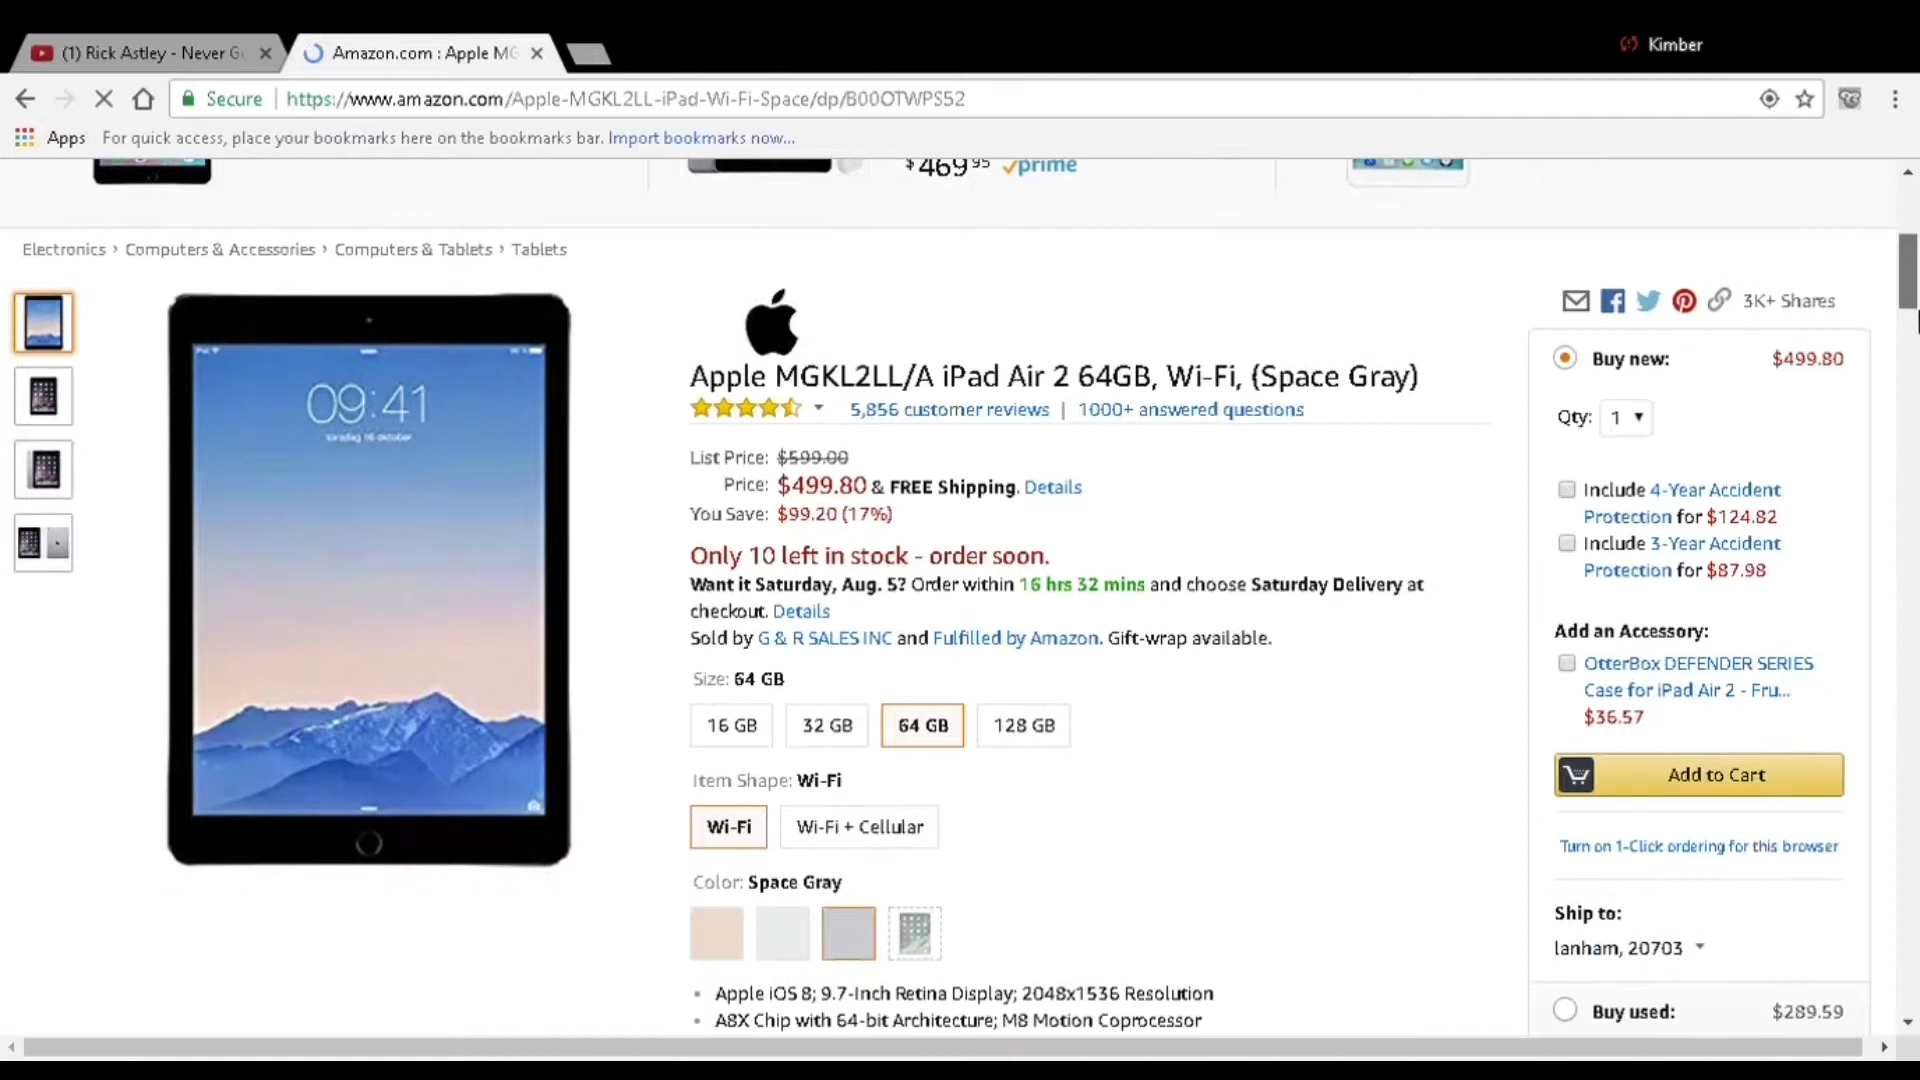 (1) Rick Astley - Never G
Amazon.com : Apple MG
Kimber
Secure
https://www.amazon.com/Apple-MGKL2LL-iPad-Wi-Fi-Space/dp/B00OTWPS52
Apps
For quick access, place your bookmarks here on the bookmarks bar. Import bookmarks now...
$469.95 prime
Electronics › Computers & Accessories › Computers & Tablets › Tablets
09:41
torsdag 16 oktober
3K+ Shares
Apple MGKL2LL/A iPad Air 2 64GB, Wi-Fi, (Space Gray)
5,856 customer reviews | 1000+ answered questions
List Price: $599.00
Price: $499.80 & FREE Shipping. Details
You Save: $99.20 (17%)
Only 10 left in stock - order soon.
Want it Saturday, Aug. 5? Order within 16 hrs 32 mins and choose Saturday Delivery at
checkout. Details
Sold by G & R SALES INC and Fulfilled by Amazon. Gift-wrap available.
Size: 64 GB
16 GB
32 GB
64 GB
128 GB
Item Shape: Wi-Fi
Wi-Fi
Wi-Fi + Cellular
Color: Space Gray
• Apple iOS 8; 9.7-Inch Retina Display; 2048x1536 Resolution
• A8X Chip with 64-bit Architecture; M8 Motion Coprocessor
Buy new: $499.80
Qty: 1
Include 4-Year Accident
Protection for $124.82
Include 3-Year Accident
Protection for $87.98
Add an Accessory:
OtterBox DEFENDER SERIES
Case for iPad Air 2 - Fru...
$36.57
Add to Cart
Turn on 1-Click ordering for this browser
Ship to:
lanham, 20703
Buy used: $289.59